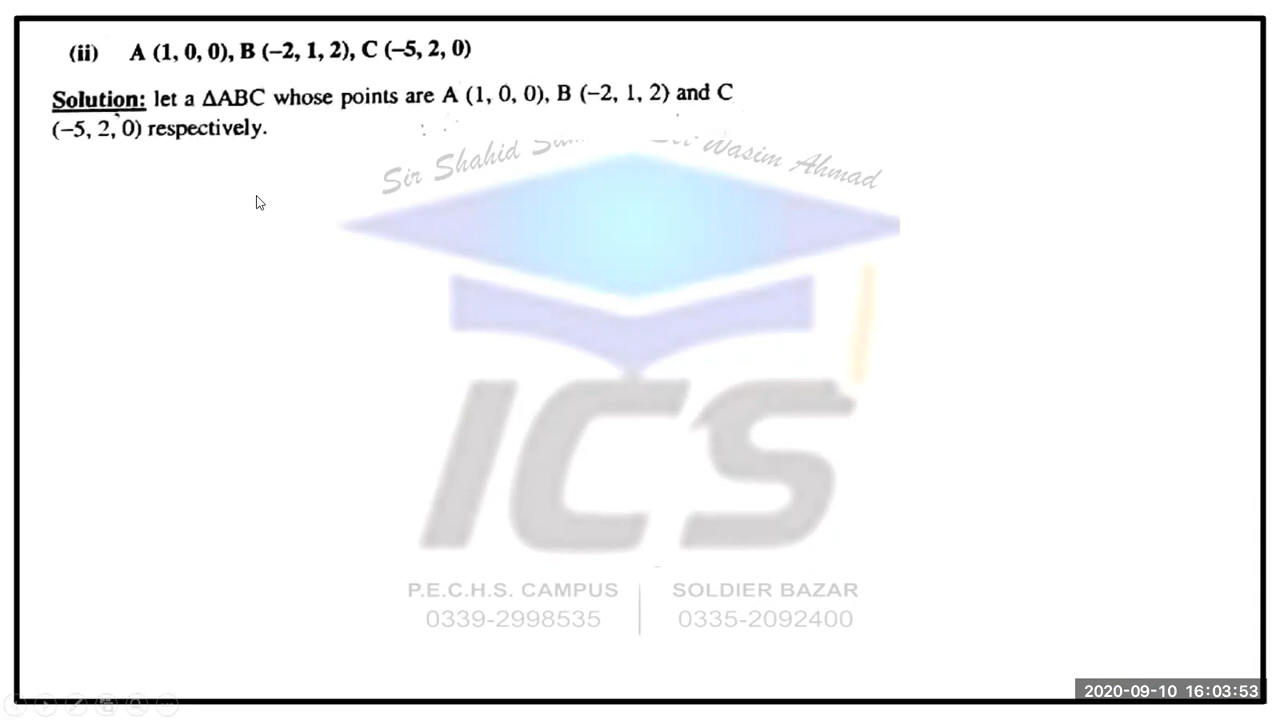 (ii) A (1, 0, 0), B (−2, 1, 2), C (−5, 2, 0)
Solution: let a ΔABC whose points are A (1, 0, 0), B (−2, 1, 2) and C
(−5, 2, 0) respectively.
Sir Shahid Wasim Ahmad
ICS
P.E.C.H.S. CAMPUS SOLDIER BAZAR
0339-2998535 0335-2092400
2020-09-10 16:03:53